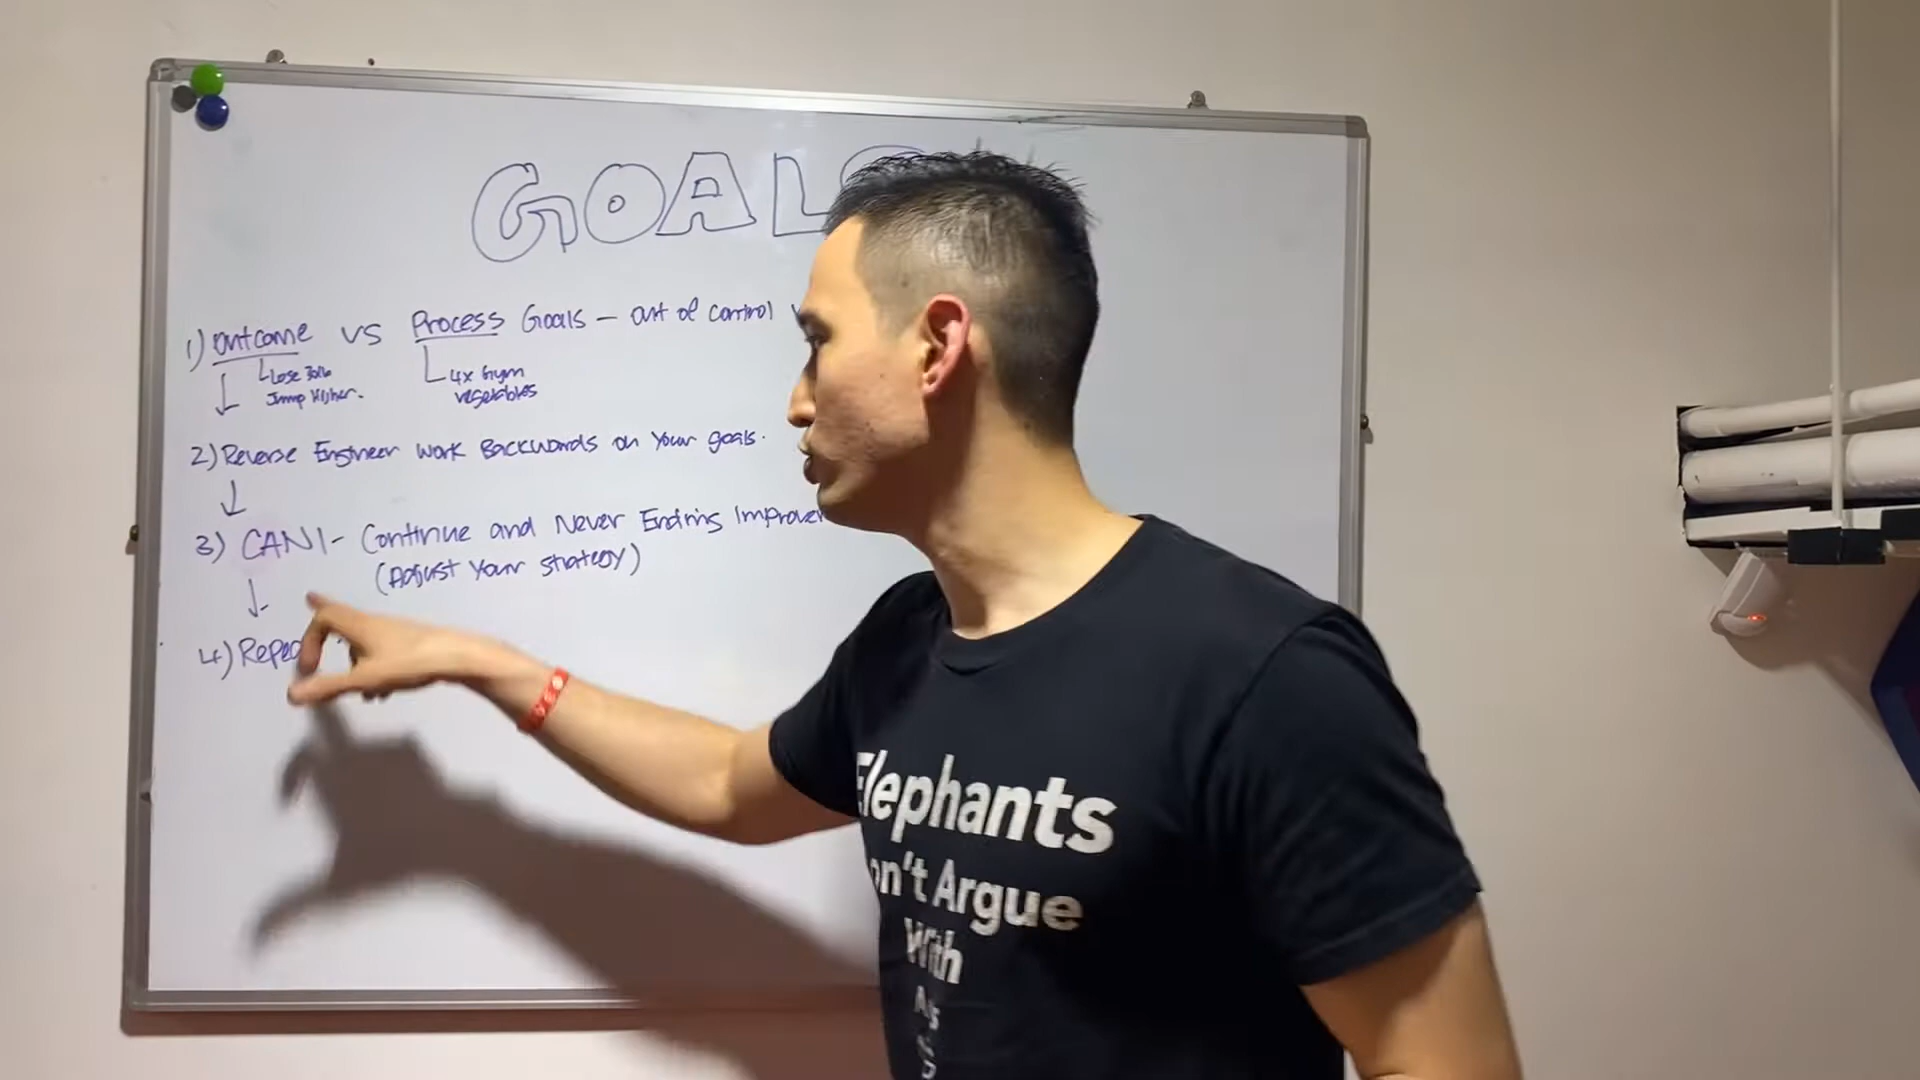 GOALS
1) Outcome vs Process Goals – out of control
Lose 30lb
Jump Higher.
4x Gym
vegetables
2) Reverse Engineer work Backwards on your goals.
3) CANI - Continue and Never Ending Improvem
(Adjust your strategy)
4) Repea
Elephants
on't Argue
With